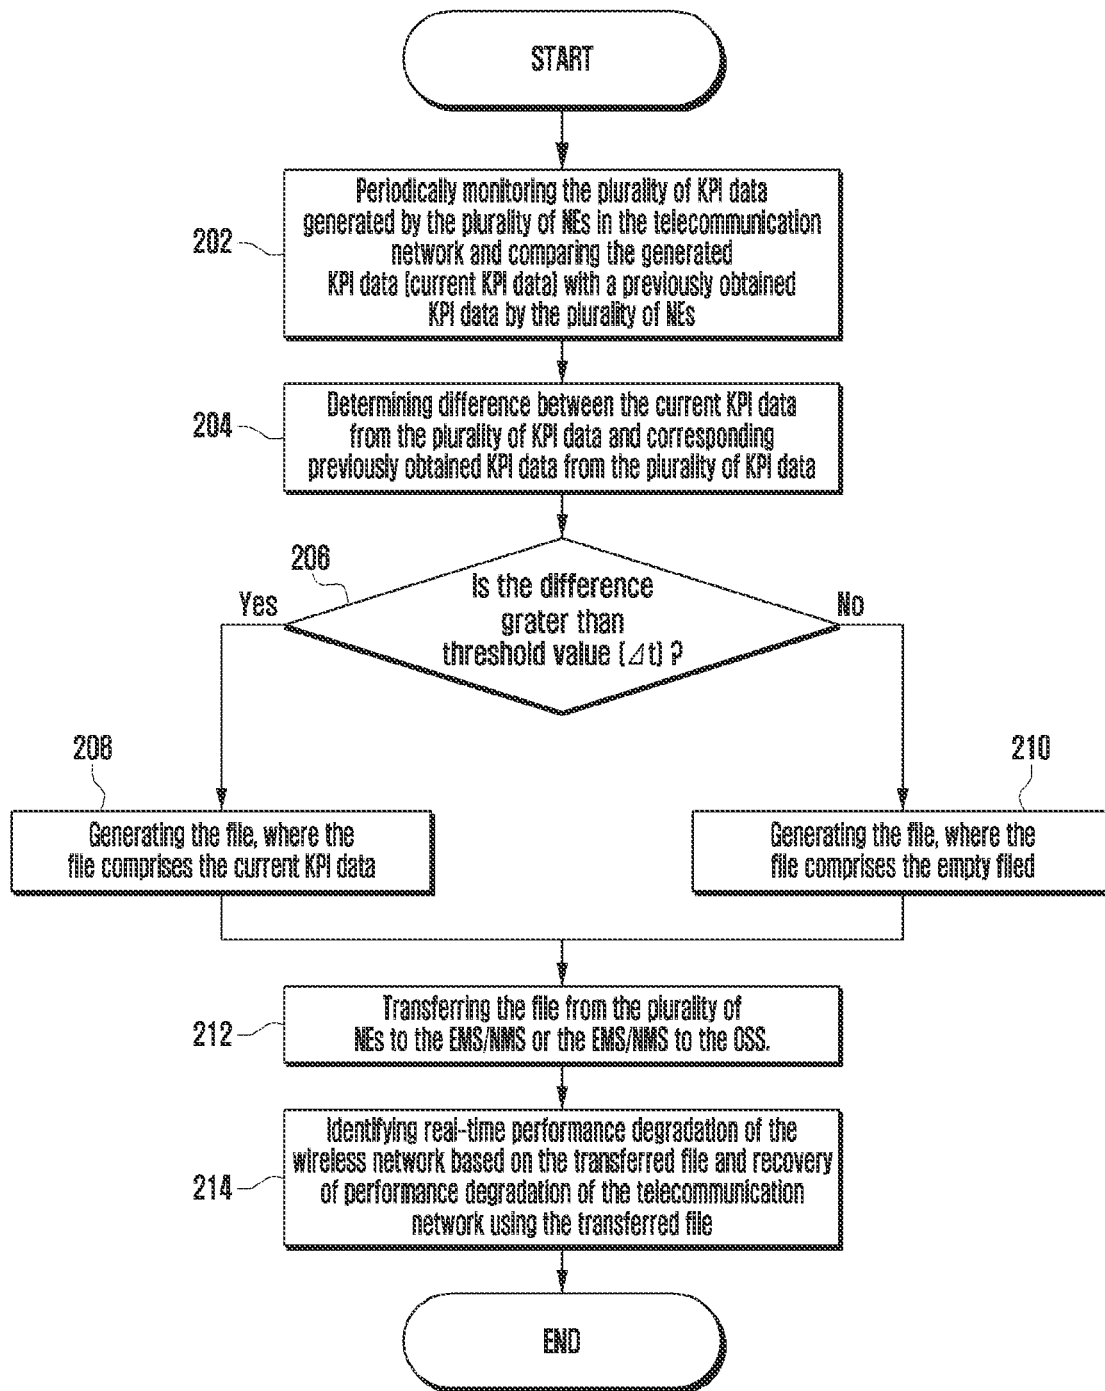 START
Periodically monitoring the plurality of KPI data
generated by the plurality of NEs in the telecommunication
network and comparing the generated
KPI data (current KPI data) with a previously obtained
KPI data by the plurality of NEs
202
Determining difference between the current KPI data
from the plurality of KPI data and corresponding
previously obtained KPI data from the plurality of KPI data
204
206
Is the difference
grater than
threshold value (⊿t) ?
Yes
No
208
Generating the file, where the
file comprises the current KPI data
210
Generating the file, where the
file comprises the empty filed
Transferring the file from the plurality of
NEs to the EMS/NMS or the EMS/NMS to the OSS.
212
Identifying real-time performance degradation of the
wireless network based on the transferred file and recovery
of performance degradation of the telecommunication
network using the transferred file
214
END